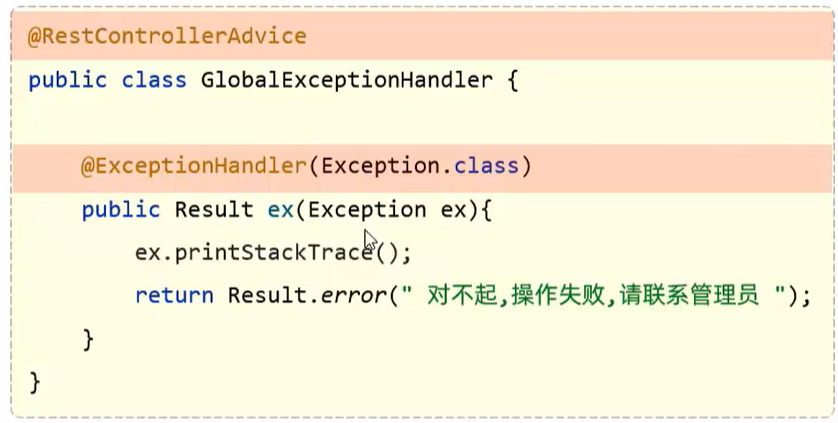 @RestControllerAdvice
public class GlobalExceptionHandler {
@ExceptionHandler(Exception.class)
public Result ex(Exception ex){
ex.printStackTrace();
return Result.error(" 对不起,操作失败,请联系管理员 ");
}
}